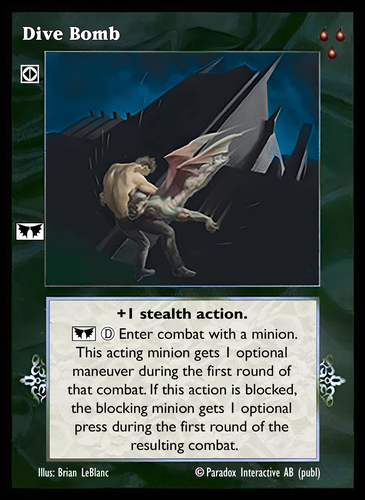 Dive Bomb
+1 stealth action.
Ⓓ Enter combat with a minion.
This acting minion gets 1 optional
maneuver during the first round of
that combat. If this action is blocked,
the blocking minion gets 1 optional
press during the first round of the
resulting combat.
Illus: Brian LeBlanc © Paradox Interactive AB (publ)